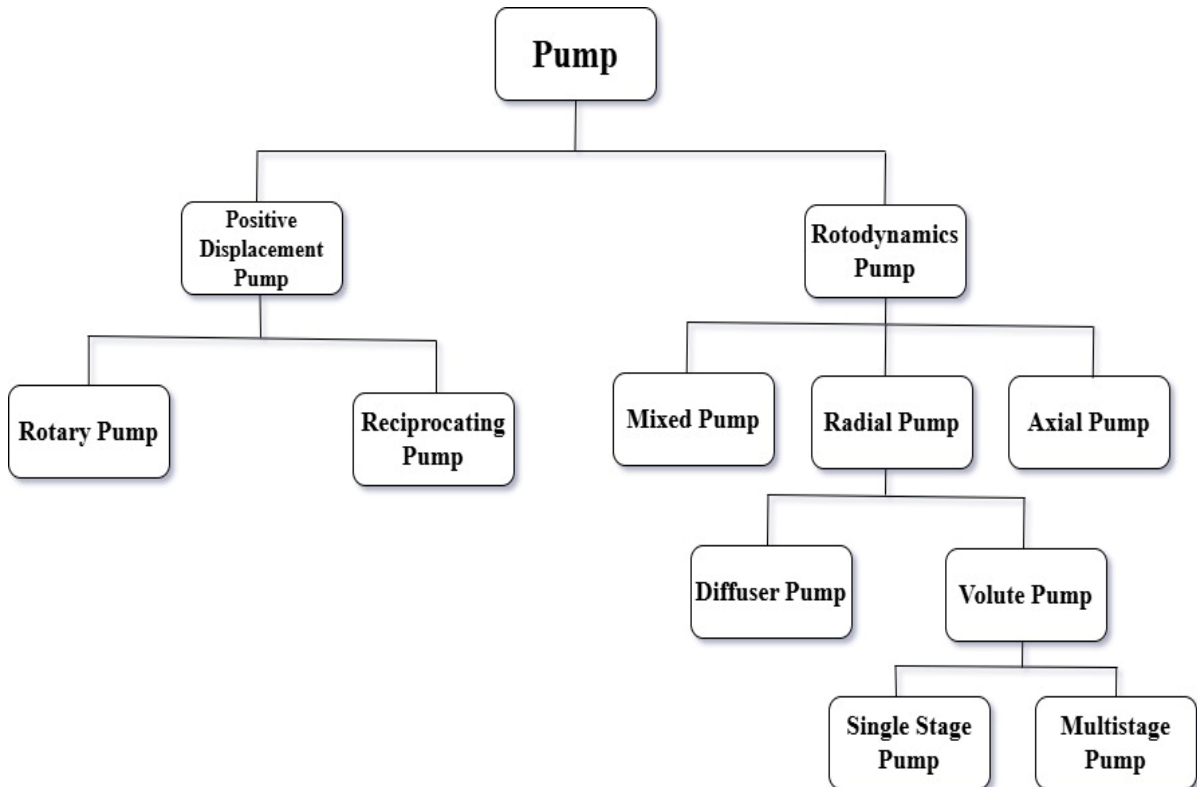 Pump
Positive
Displacement
Pump
Rotodynamics
Pump
Rotary Pump
Reciprocating
Pump
Mixed Pump
Radial Pump
Axial Pump
Diffuser Pump
Volute Pump
Single Stage
Pump
Multistage
Pump